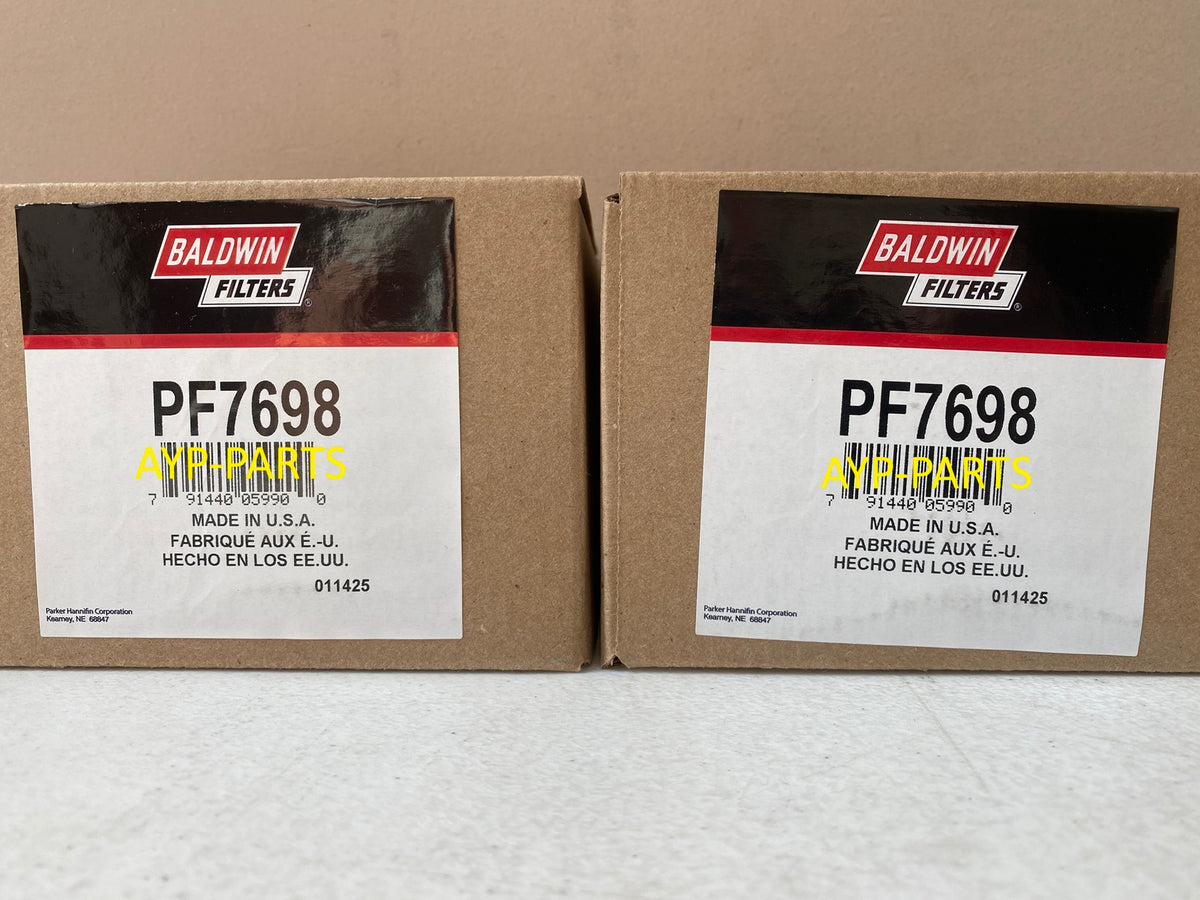 BALDWIN
FILTERS®
PF7698
AYP-PARTS
7 91440 05990 0
MADE IN U.S.A.
FABRIQUÉ AUX É.-U.
HECHO EN LOS EE.UU.
011425
Parker Hannifin Corporation
Kearney, NE 68847
BALDWIN
FILTERS®
PF7698
AYP-PARTS
7 91440 05990 0
MADE IN U.S.A.
FABRIQUÉ AUX É.-U.
HECHO EN LOS EE.UU.
011425
Parker Hannifin Corporation
Kearney, NE 68847